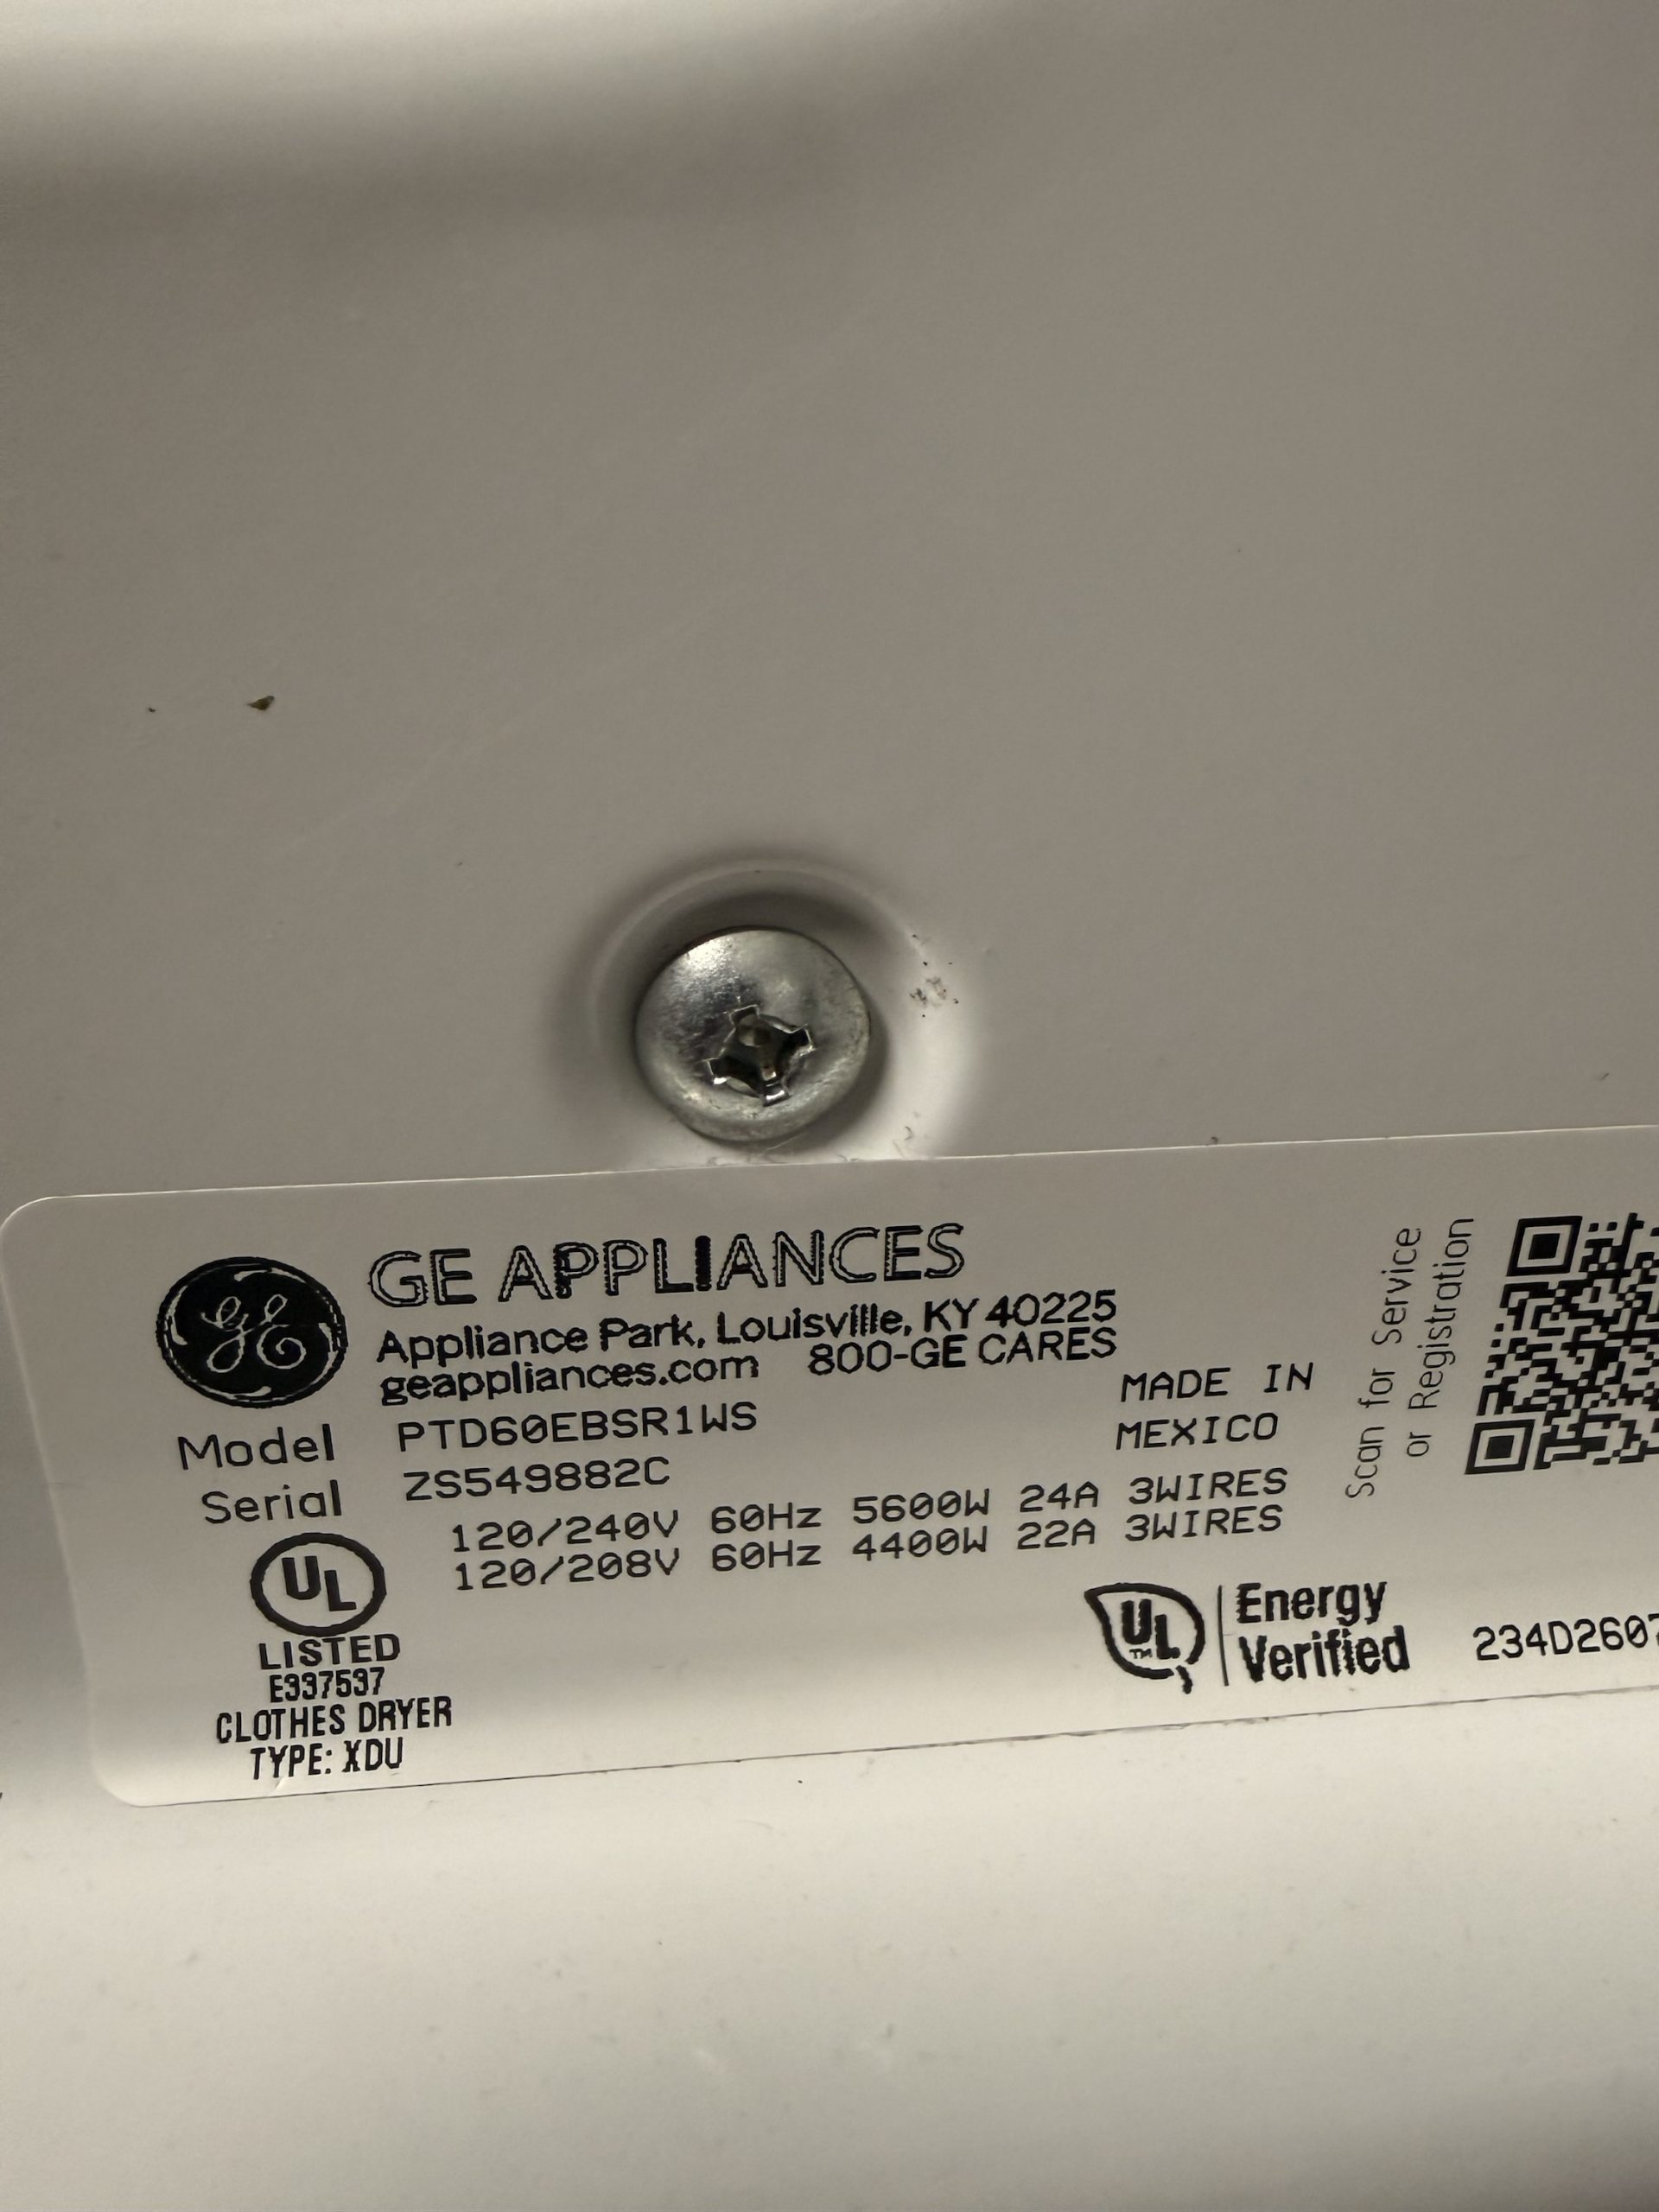 GE APPLIANCES
Appliance Park, Louisville, KY 40225
geappliances.com 800-GE CARES
Model PTD60EBSR1WS
MADE IN
MEXICO
Serial ZS549882C
120/240V 60Hz 5600W 24A 3WIRES
120/208V 60Hz 4400W 22A 3WIRES
UL
LISTED
E337537
CLOTHES DRYER
TYPE: XDU
UL TM
Energy
Verified
234D2607
Scan for Service
or Registration